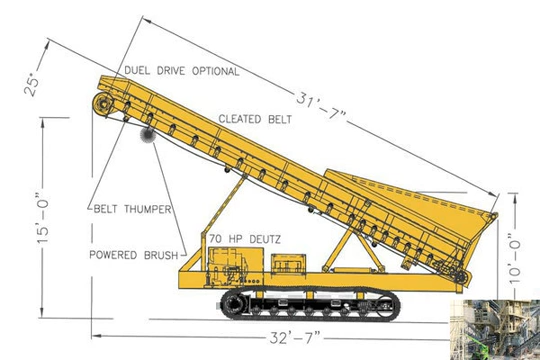 DUEL DRIVE OPTIONAL
25°
31'-7"
CLEATED BELT
15'-0"
BELT THUMPER
70 HP DEUTZ
POWERED BRUSH
10'-0"
32'-7"